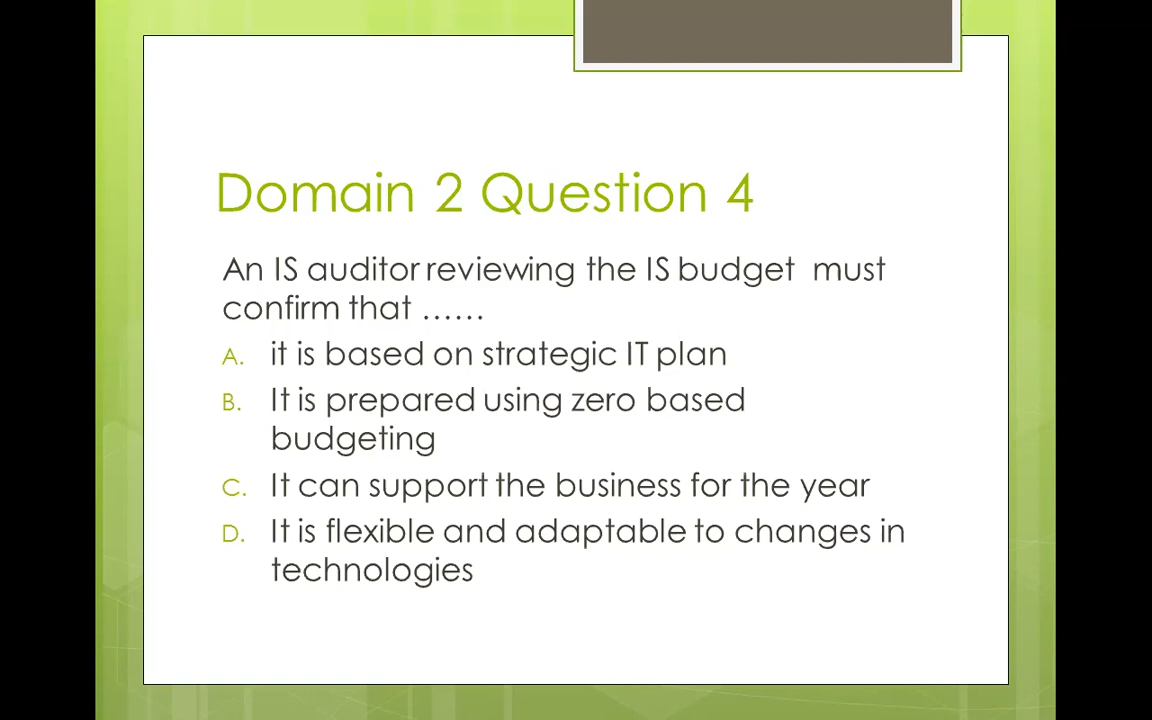 Domain 2 Question 4
An IS auditor reviewing the IS budget must
confirm that ......
A. it is based on strategic IT plan
B. It is prepared using zero based
budgeting
C. It can support the business for the year
D. It is flexible and adaptable to changes in
technologies